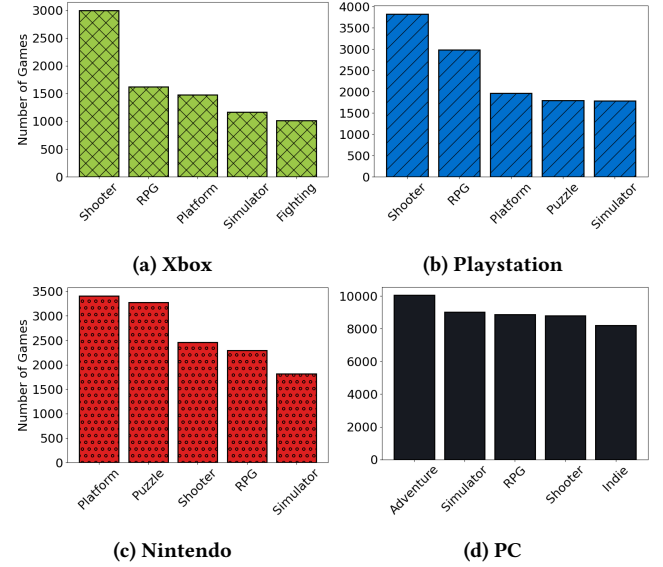 Number of Games
3000
2500
2000
1500
1000
500
0
Shooter
RPG
Platform
Simulator
Fighting
(a) Xbox
4000
3500
3000
2500
2000
1500
1000
500
0
Shooter
RPG
Platform
Puzzle
Simulator
(b) Playstation
Number of Games
3500
3000
2500
2000
1500
1000
500
0
Platform
Puzzle
Shooter
RPG
Simulator
(c) Nintendo
10000
8000
6000
4000
2000
0
Adventure
Simulator
RPG
Shooter
Indie
(d) PC